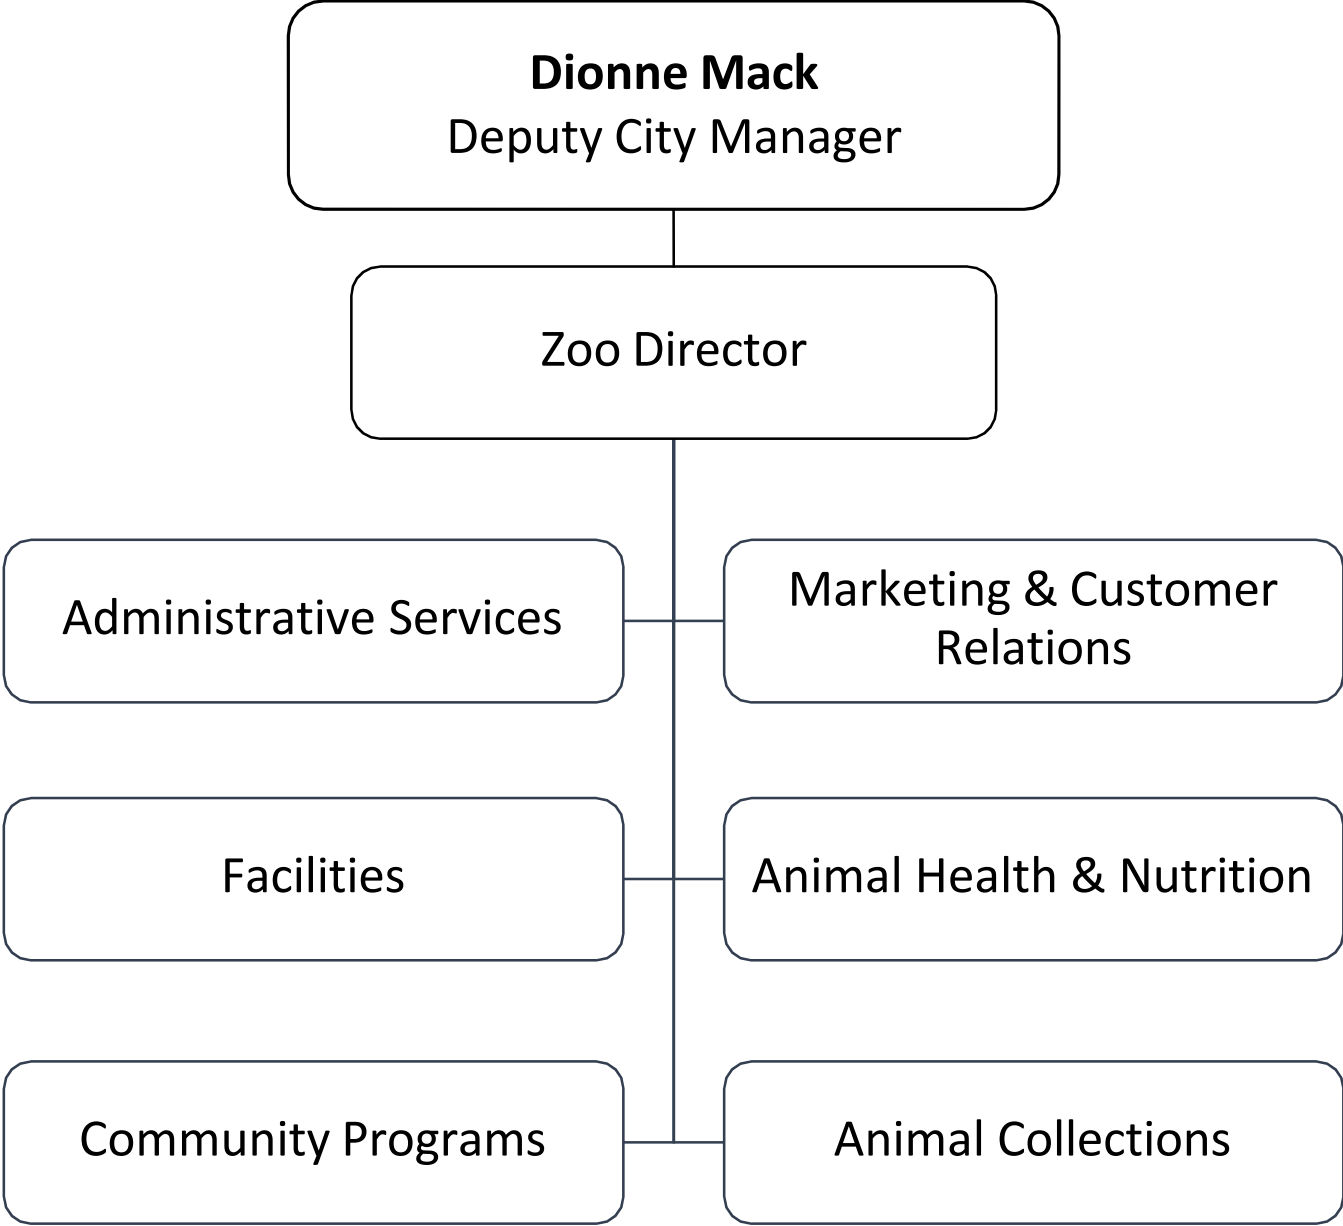 Dionne Mack
Deputy City Manager
Zoo Director
Administrative Services
Marketing & Customer
Relations
Facilities
Animal Health & Nutrition
Community Programs
Animal Collections